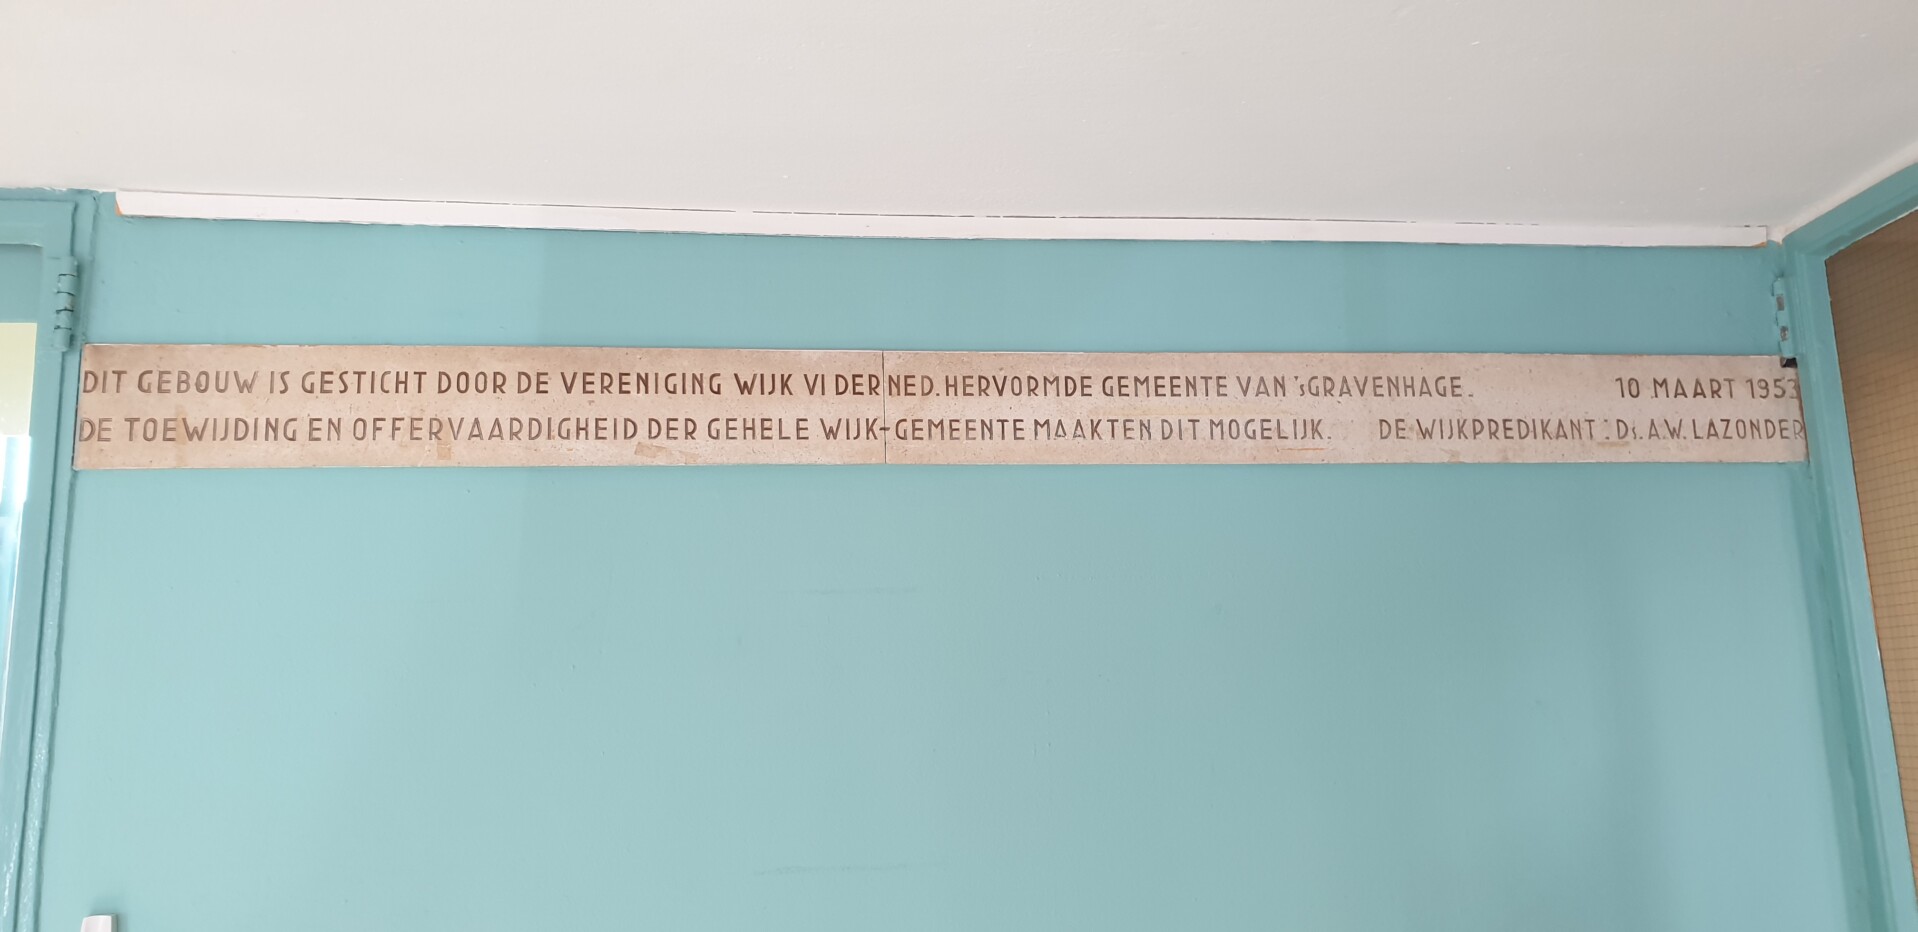 DIT GEBOUW IS GESTICHT DOOR DE VERENIGING WIJK VI DER NED. HERVORMDE GEMEENTE VAN 'sGRAVENHAGE. 10 MAART 1953
DE TOEWIJDING EN OFFERVAARDIGHEID DER GEHELE WIJK-GEMEENTE MAAKTEN DIT MOGELIJK. DE WIJKPREDIKANT: Ds. A.W. LAZONDER